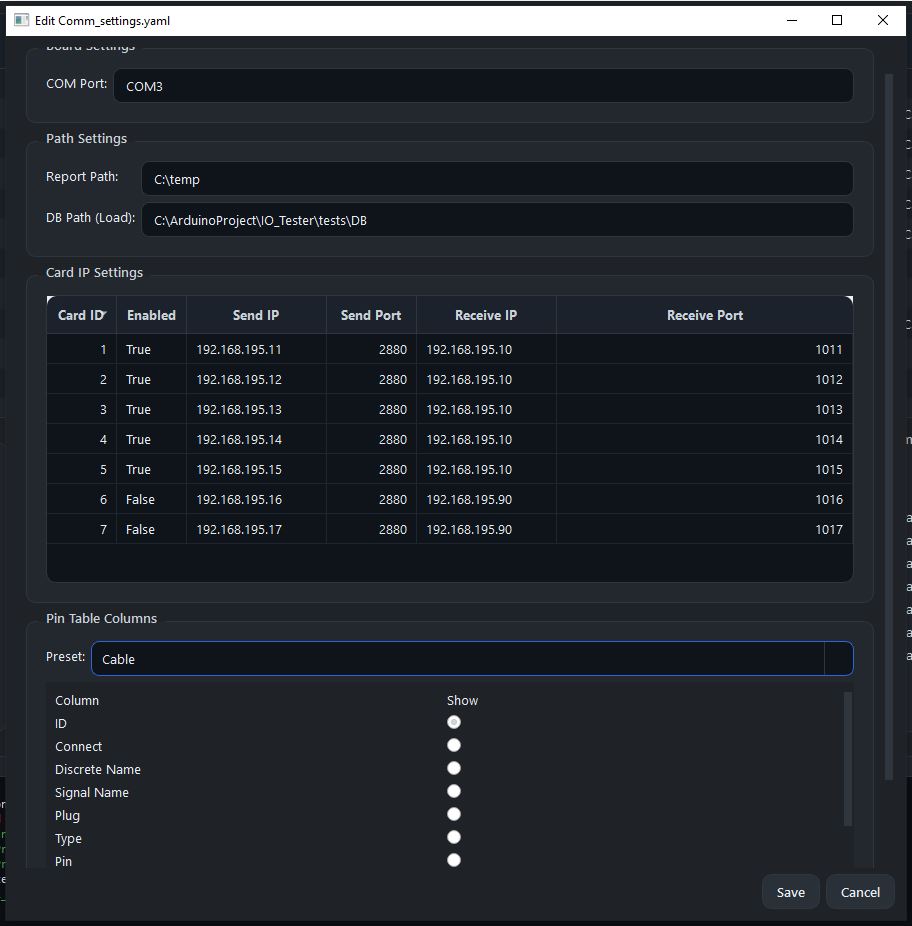 Edit Comm_settings.yaml
Board Settings
COM Port: COM3
Path Settings
Report Path: C:\temp
DB Path (Load): C:\ArduinoProject\IO_Tester\tests\DB
Card IP Settings
Card ID Enabled Send IP Send Port Receive IP Receive Port
1 True 192.168.195.11 2880 192.168.195.10 1011
2 True 192.168.195.12 2880 192.168.195.10 1012
3 True 192.168.195.13 2880 192.168.195.10 1013
4 True 192.168.195.14 2880 192.168.195.10 1014
5 True 192.168.195.15 2880 192.168.195.10 1015
6 False 192.168.195.16 2880 192.168.195.90 1016
7 False 192.168.195.17 2880 192.168.195.90 1017
Pin Table Columns
Preset: Cable
Column Show
ID
Connect
Discrete Name
Signal Name
Plug
Type
Pin
Save Cancel